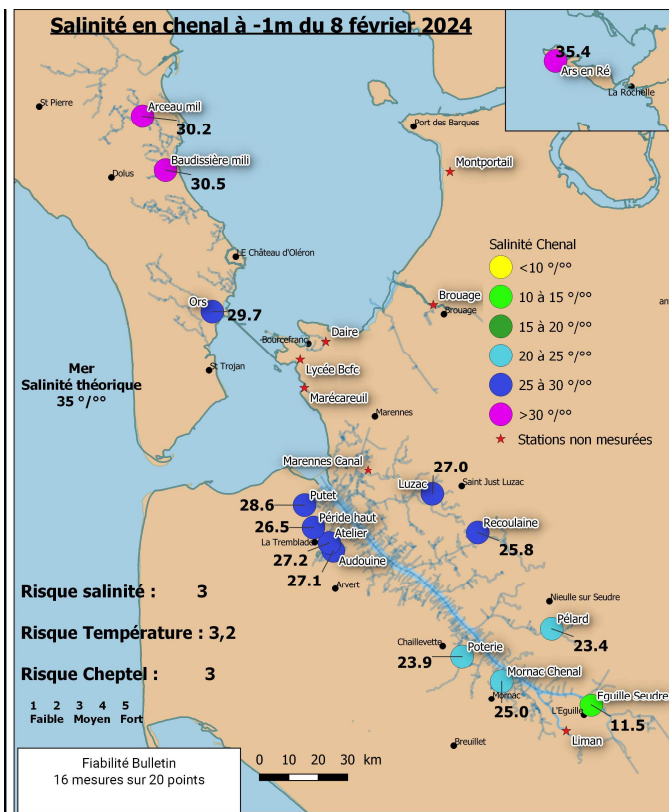 Salinité en chenal à -1m du 8 février 2024
35.4
Ars en Ré
La Rochelle
St Pierre
Arceau mil
30.2
Port des Barques
Baudissière mili
30.5
Dolus
Montportail
LE Château d'Oléron
Salinité Chenal
<10 °/°°
10 à 15 °/°°
15 à 20 °/°°
20 à 25 °/°°
25 à 30 °/°°
>30 °/°°
Stations non mesurées
Ors
29.7
Brouage
Brouage
an
Daire
Bourcefranc
Lycée Bcfc
Mer
Salinité théorique
35 °/°°
St Trojan
Marécareuil
Marennes
Marennes Canal
27.0
Luzac
Saint Just Luzac
Putet
28.6
Péride haut
26.5
Atelier
La Tremblade
27.2
Audouine
27.1
Recoulaine
25.8
Arvert
Risque salinité : 3
Risque Température : 3,2
Risque Cheptel : 3
1 2 3 4 5
Faible Moyen Fort
Nieulle sur Seudre
Pélard
23.4
Chaillevette
Poterie
23.9
Mornac Chenal
Mornac
25.0
Eguille Seudre
L'Eguille
11.5
Liman
Breuillet
Fiabilité Bulletin
16 mesures sur 20 points
0 10 20 30 km